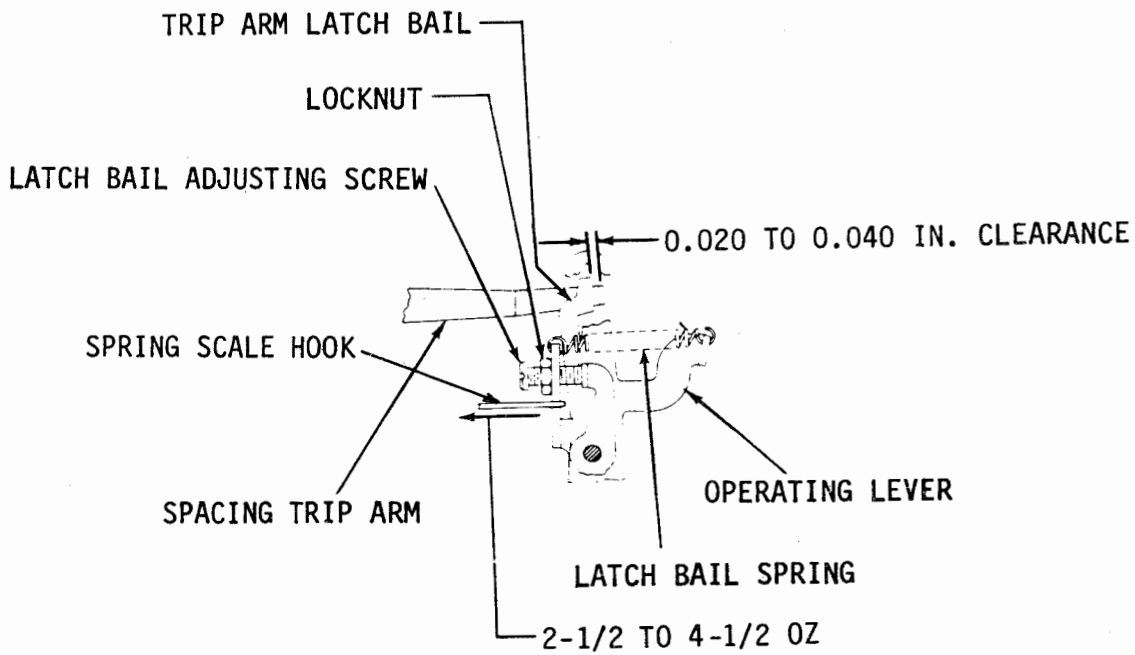 TRIP ARM LATCH BAIL
LOCKNUT
LATCH BAIL ADJUSTING SCREW
0.020 TO 0.040 IN. CLEARANCE
SPRING SCALE HOOK
OPERATING LEVER
SPACING TRIP ARM
LATCH BAIL SPRING
2-1/2 TO 4-1/2 OZ